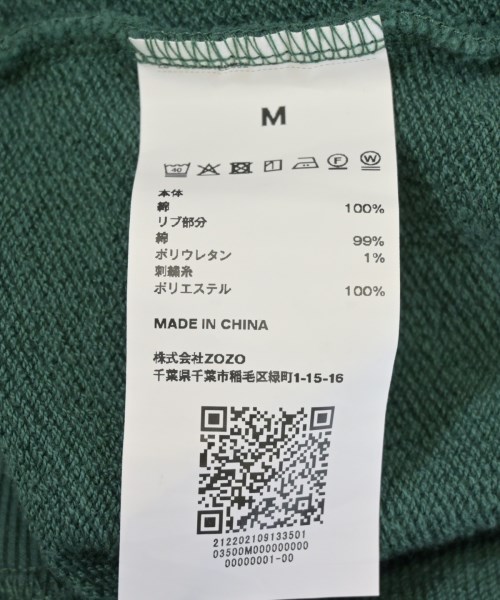 M
40 F W
本体
綿 100%
リブ部分
綿 99%
ポリウレタン 1%
刺繍糸
ポリエステル 100%
MADE IN CHINA
株式会社ZOZO
千葉県千葉市稲毛区緑町1-15-16
212202109133501
03500M000000000
00000001-00